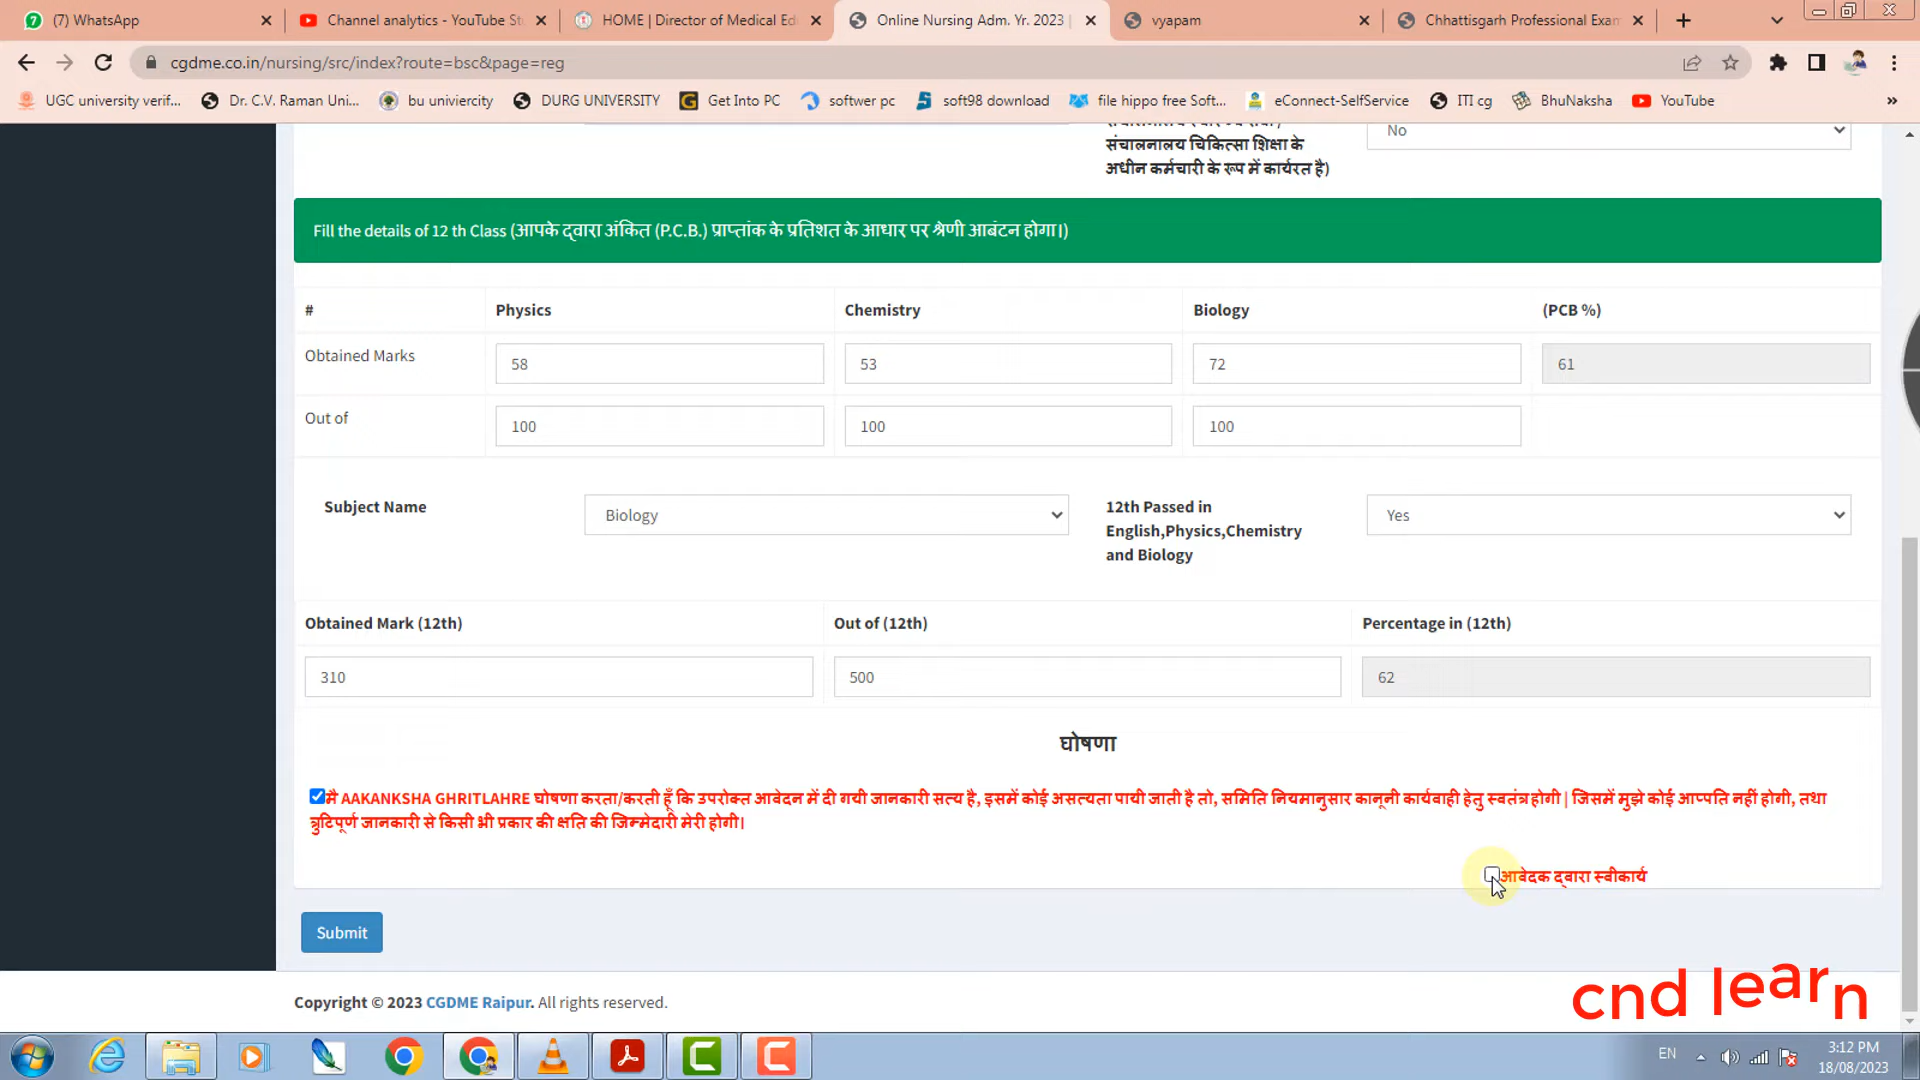 (7) WhatsApp
Channel analytics - YouTube St
HOME | Director of Medical Ed
Online Nursing Adm. Yr. 2023 |
vyapam
Chhattisgarh Professional Exam
cgdme.co.in/nursing/src/index?route=bsc&page=reg
UGC university verif...
Dr. C.V. Raman Uni...
bu univiercity
DURG UNIVERSITY
Get Into PC
softwer pc
soft98 download
file hippo free Soft...
eConnect-SelfService
ITI cg
BhuNaksha
YouTube
»
संचालनालय चिकित्सा शिक्षा के
अधीन कर्मचारी के रूप में कार्यरत है)
No
Fill the details of 12 th Class (आपके द्वारा अंकित (P.C.B.) प्राप्तांक के प्रतिशत के आधार पर श्रेणी आबंटन होगा।)
# Physics Chemistry Biology (PCB %)
Obtained Marks 58 53 72 61
Out of 100 100 100
Subject Name Biology
12th Passed in
English,Physics,Chemistry
and Biology
Yes
Obtained Mark (12th) Out of (12th) Percentage in (12th)
310 500 62
घोषणा
मै AAKANKSHA GHRITLAHRE घोषणा करता/करती हूँ कि उपरोक्त आवेदन में दी गयी जानकारी सत्य है, इसमें कोई असत्यता पायी जाती है तो, समिति नियमानुसार कानूनी कार्यवाही हेतु स्वतंत्र होगी | जिसमें मुझे कोई आप्पति नहीं होगी, तथा
त्रुटिपूर्ण जानकारी से किसी भी प्रकार की क्षति की जिम्मेदारी मेरी होगी।
आवेदक द्वारा स्वीकार्य
Submit
Copyright © 2023 CGDME Raipur. All rights reserved.
cnd learn
EN
3:12 PM
18/08/2023